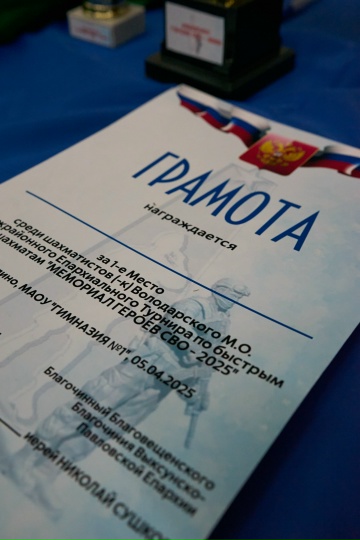 ГРАМОТА
награждается
за 1-е Место
среди шахматистов (-к) Володарского М.О.
Епархиального Турнира по быстрым
шахматам "МЕМОРИАЛ ГЕРОЕВ СВО - 2025"
МАОУ "ГИМНАЗИЯ №1", 05.04.2025
Благочинный Благовещенского
Благочиния Выксунско-
Павловской Епархии
иерей НИКОЛАЙ